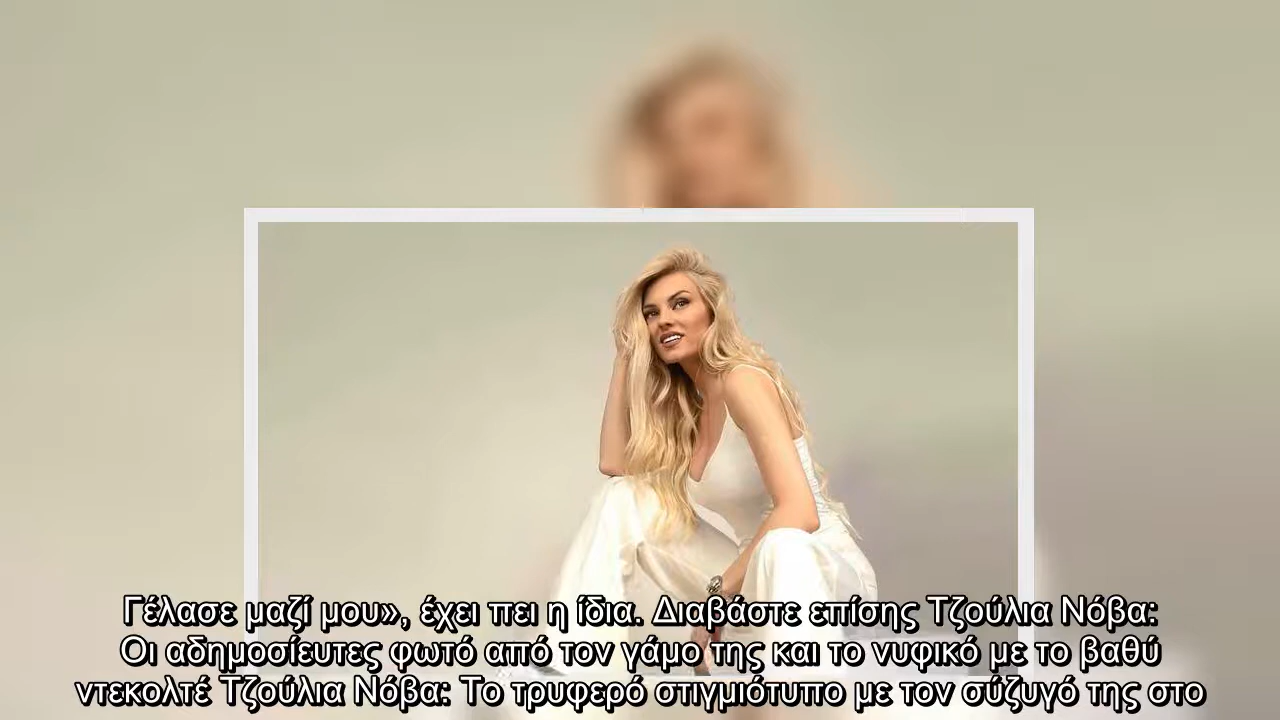 Γέλασε μαζί μου», έχει πει η ίδια. Διαβάστε επίσης Τζούλια Νόβα:
Οι αδημοσίευτες φωτό από τον γάμο της και το νυφικό με το βαθύ
ντεκολτέ Τζούλια Νόβα: Το τρυφερό στιγμιότυπο με τον σύζυγό της στο